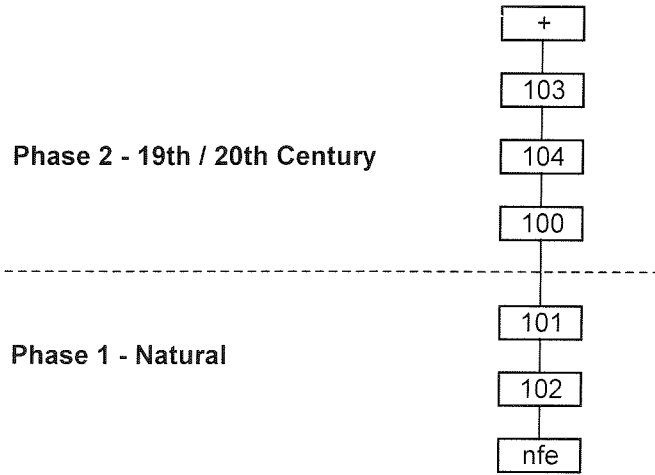 +
103
Phase 2 - 19th / 20th Century
104
100
101
Phase 1 - Natural
102
nfe